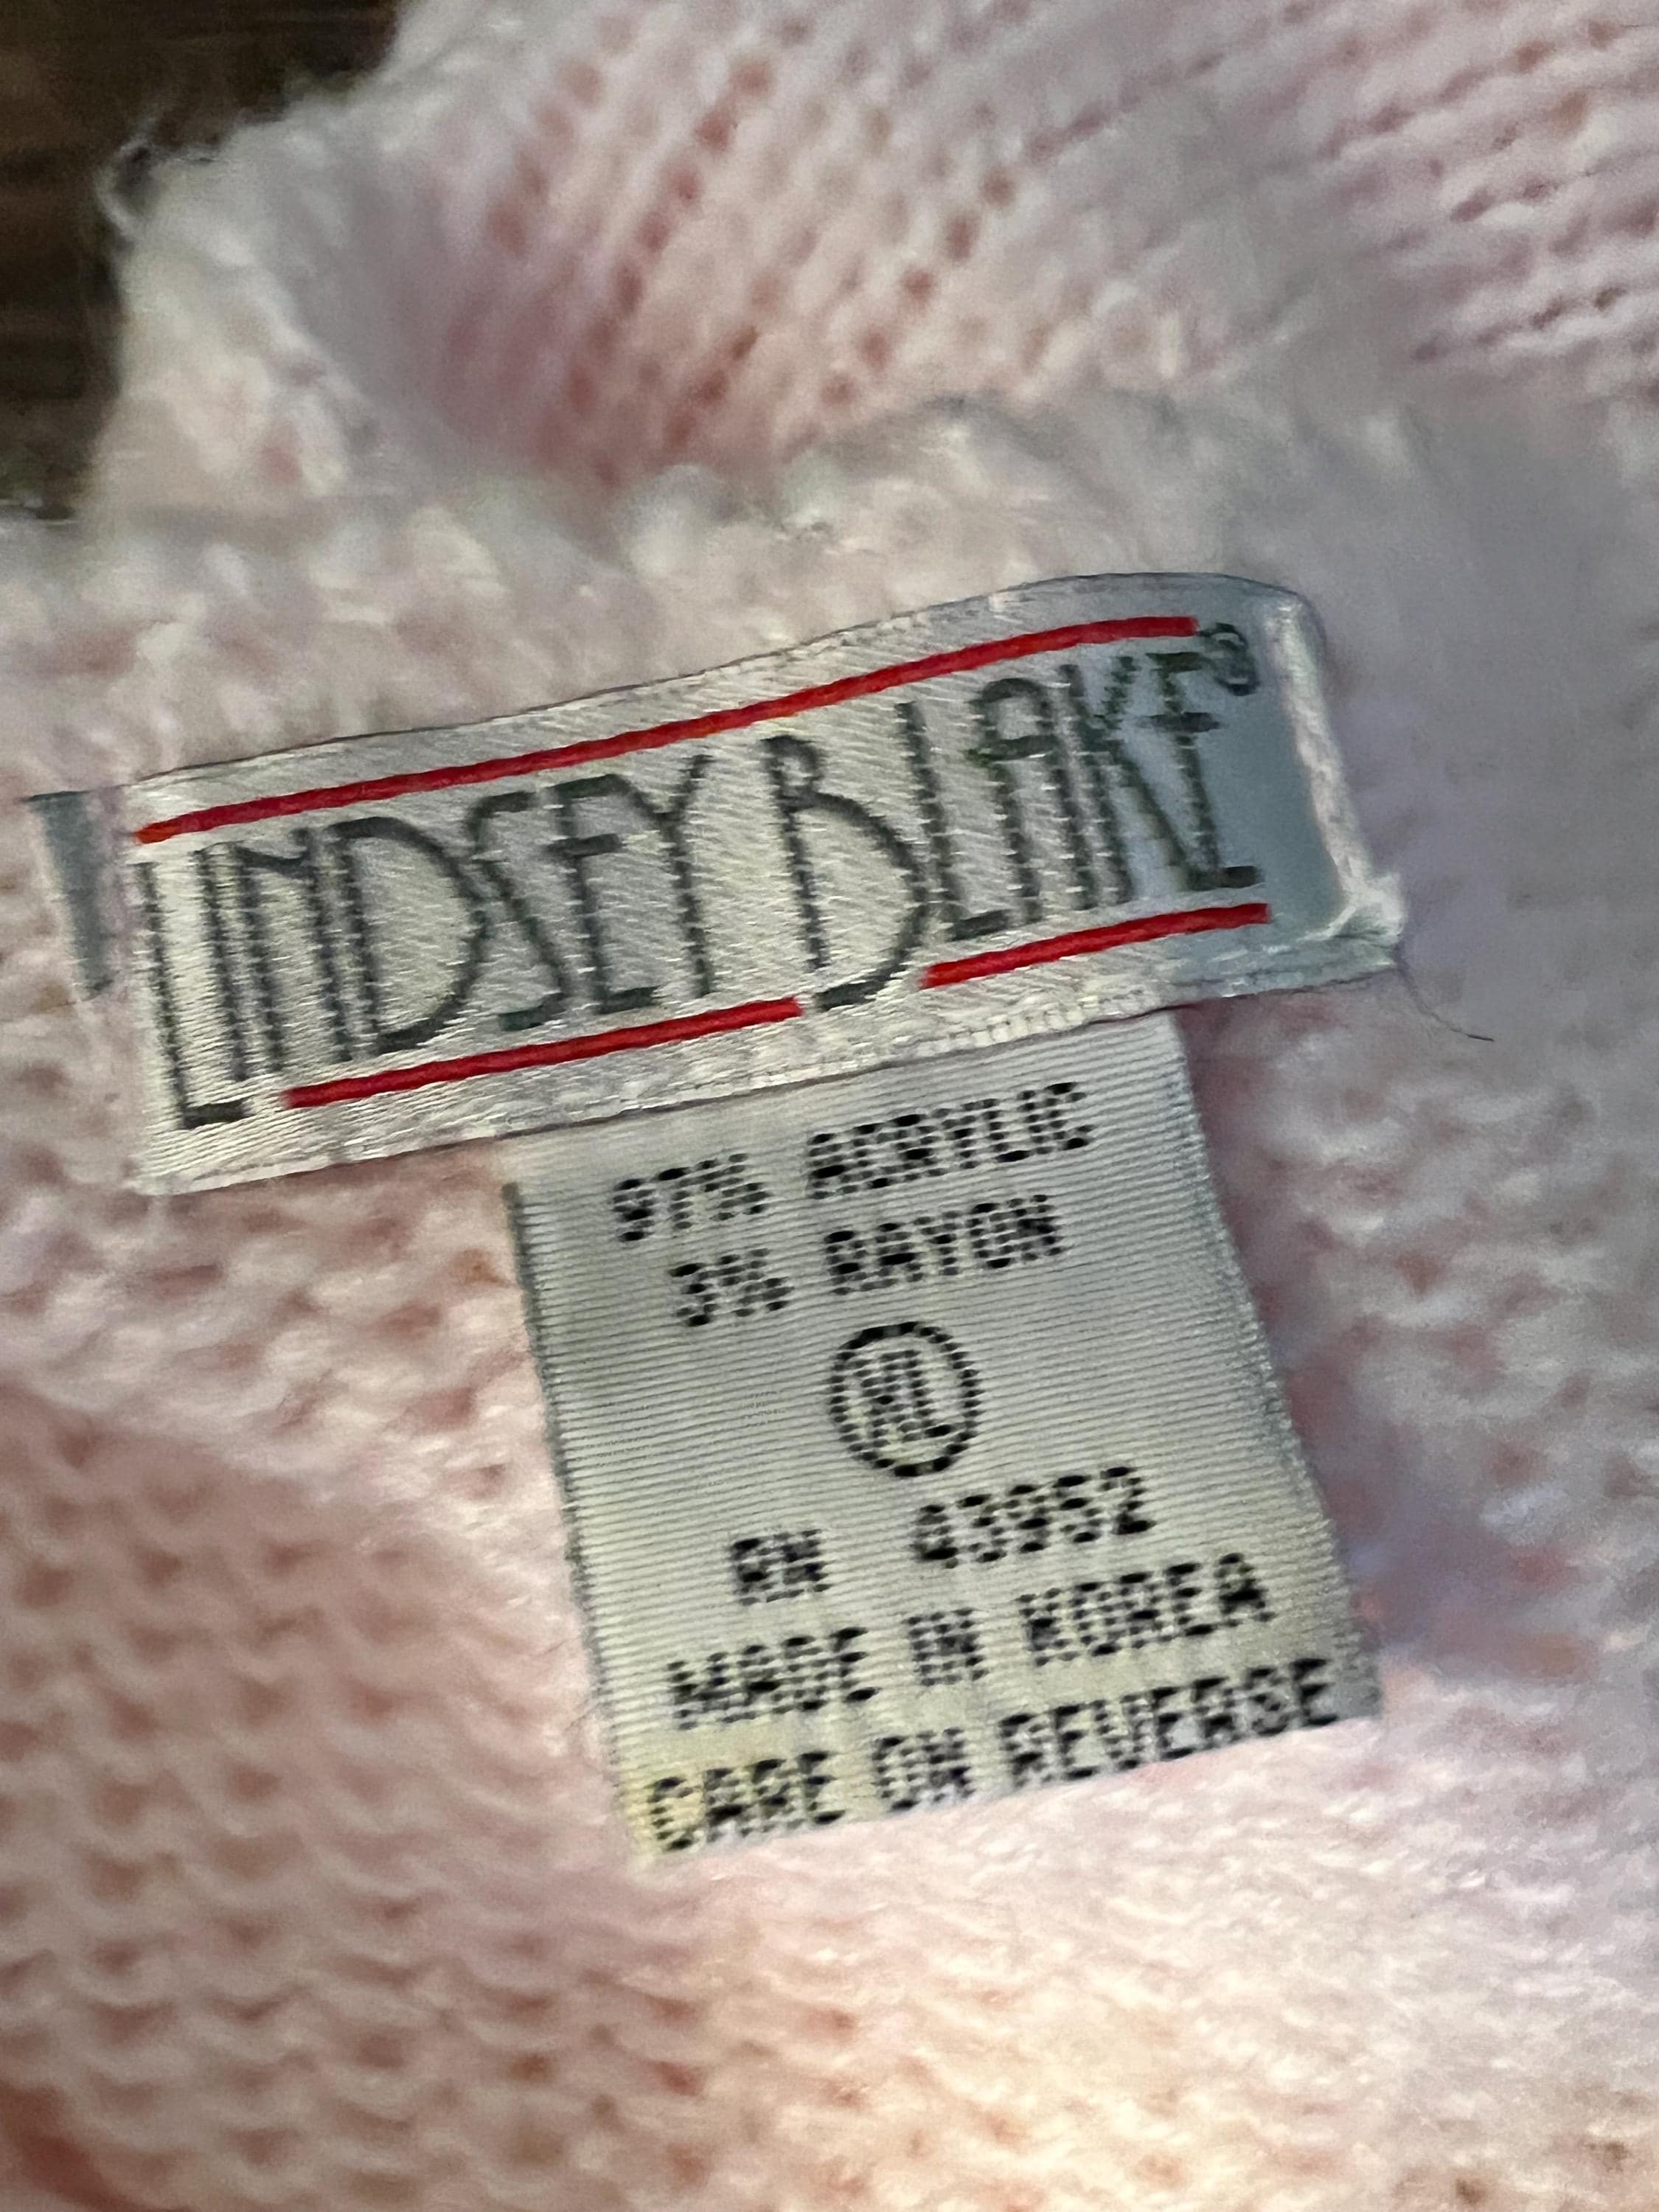 LINDSEY BLAKE®
97% ACRYLIC
3% RAYON
XL
RN 43952
MADE IN KOREA
CARE ON REVERSE